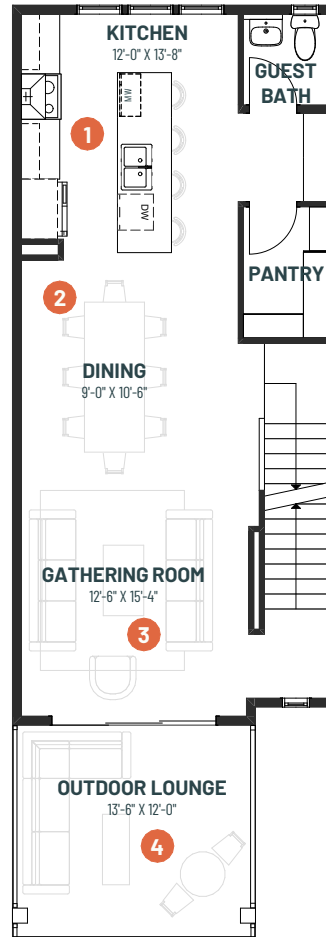 KITCHEN
12'-0" X 13'-8"
MW
GUEST
BATH
1
DW
PANTRY
2
DINING
9'-0" X 10'-6"
GATHERING ROOM
12'-6" X 15'-4"
3
OUTDOOR LOUNGE
13'-6" X 12'-0"
4